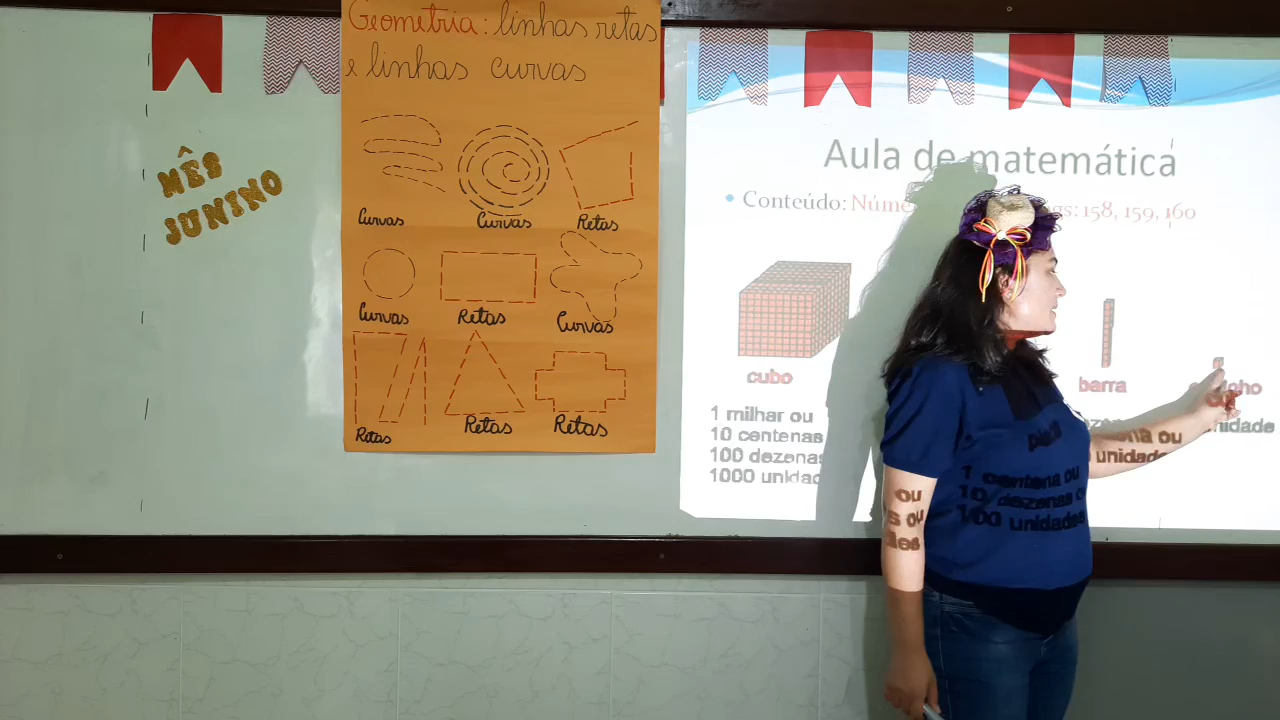 MÊS
JUNINO
Geometria: linhas retas
e linhas curvas
Curvas
Curvas
Retas
Curvas
Retas
Curvas
Retas
Retas
Retas
Aula de matemática
• Conteúdo: 158, 159, 160
cubo
1 milhar ou
10 centenas
100 dezenas
1000
1 centena ou
10 dezenas
100 unidades
barra